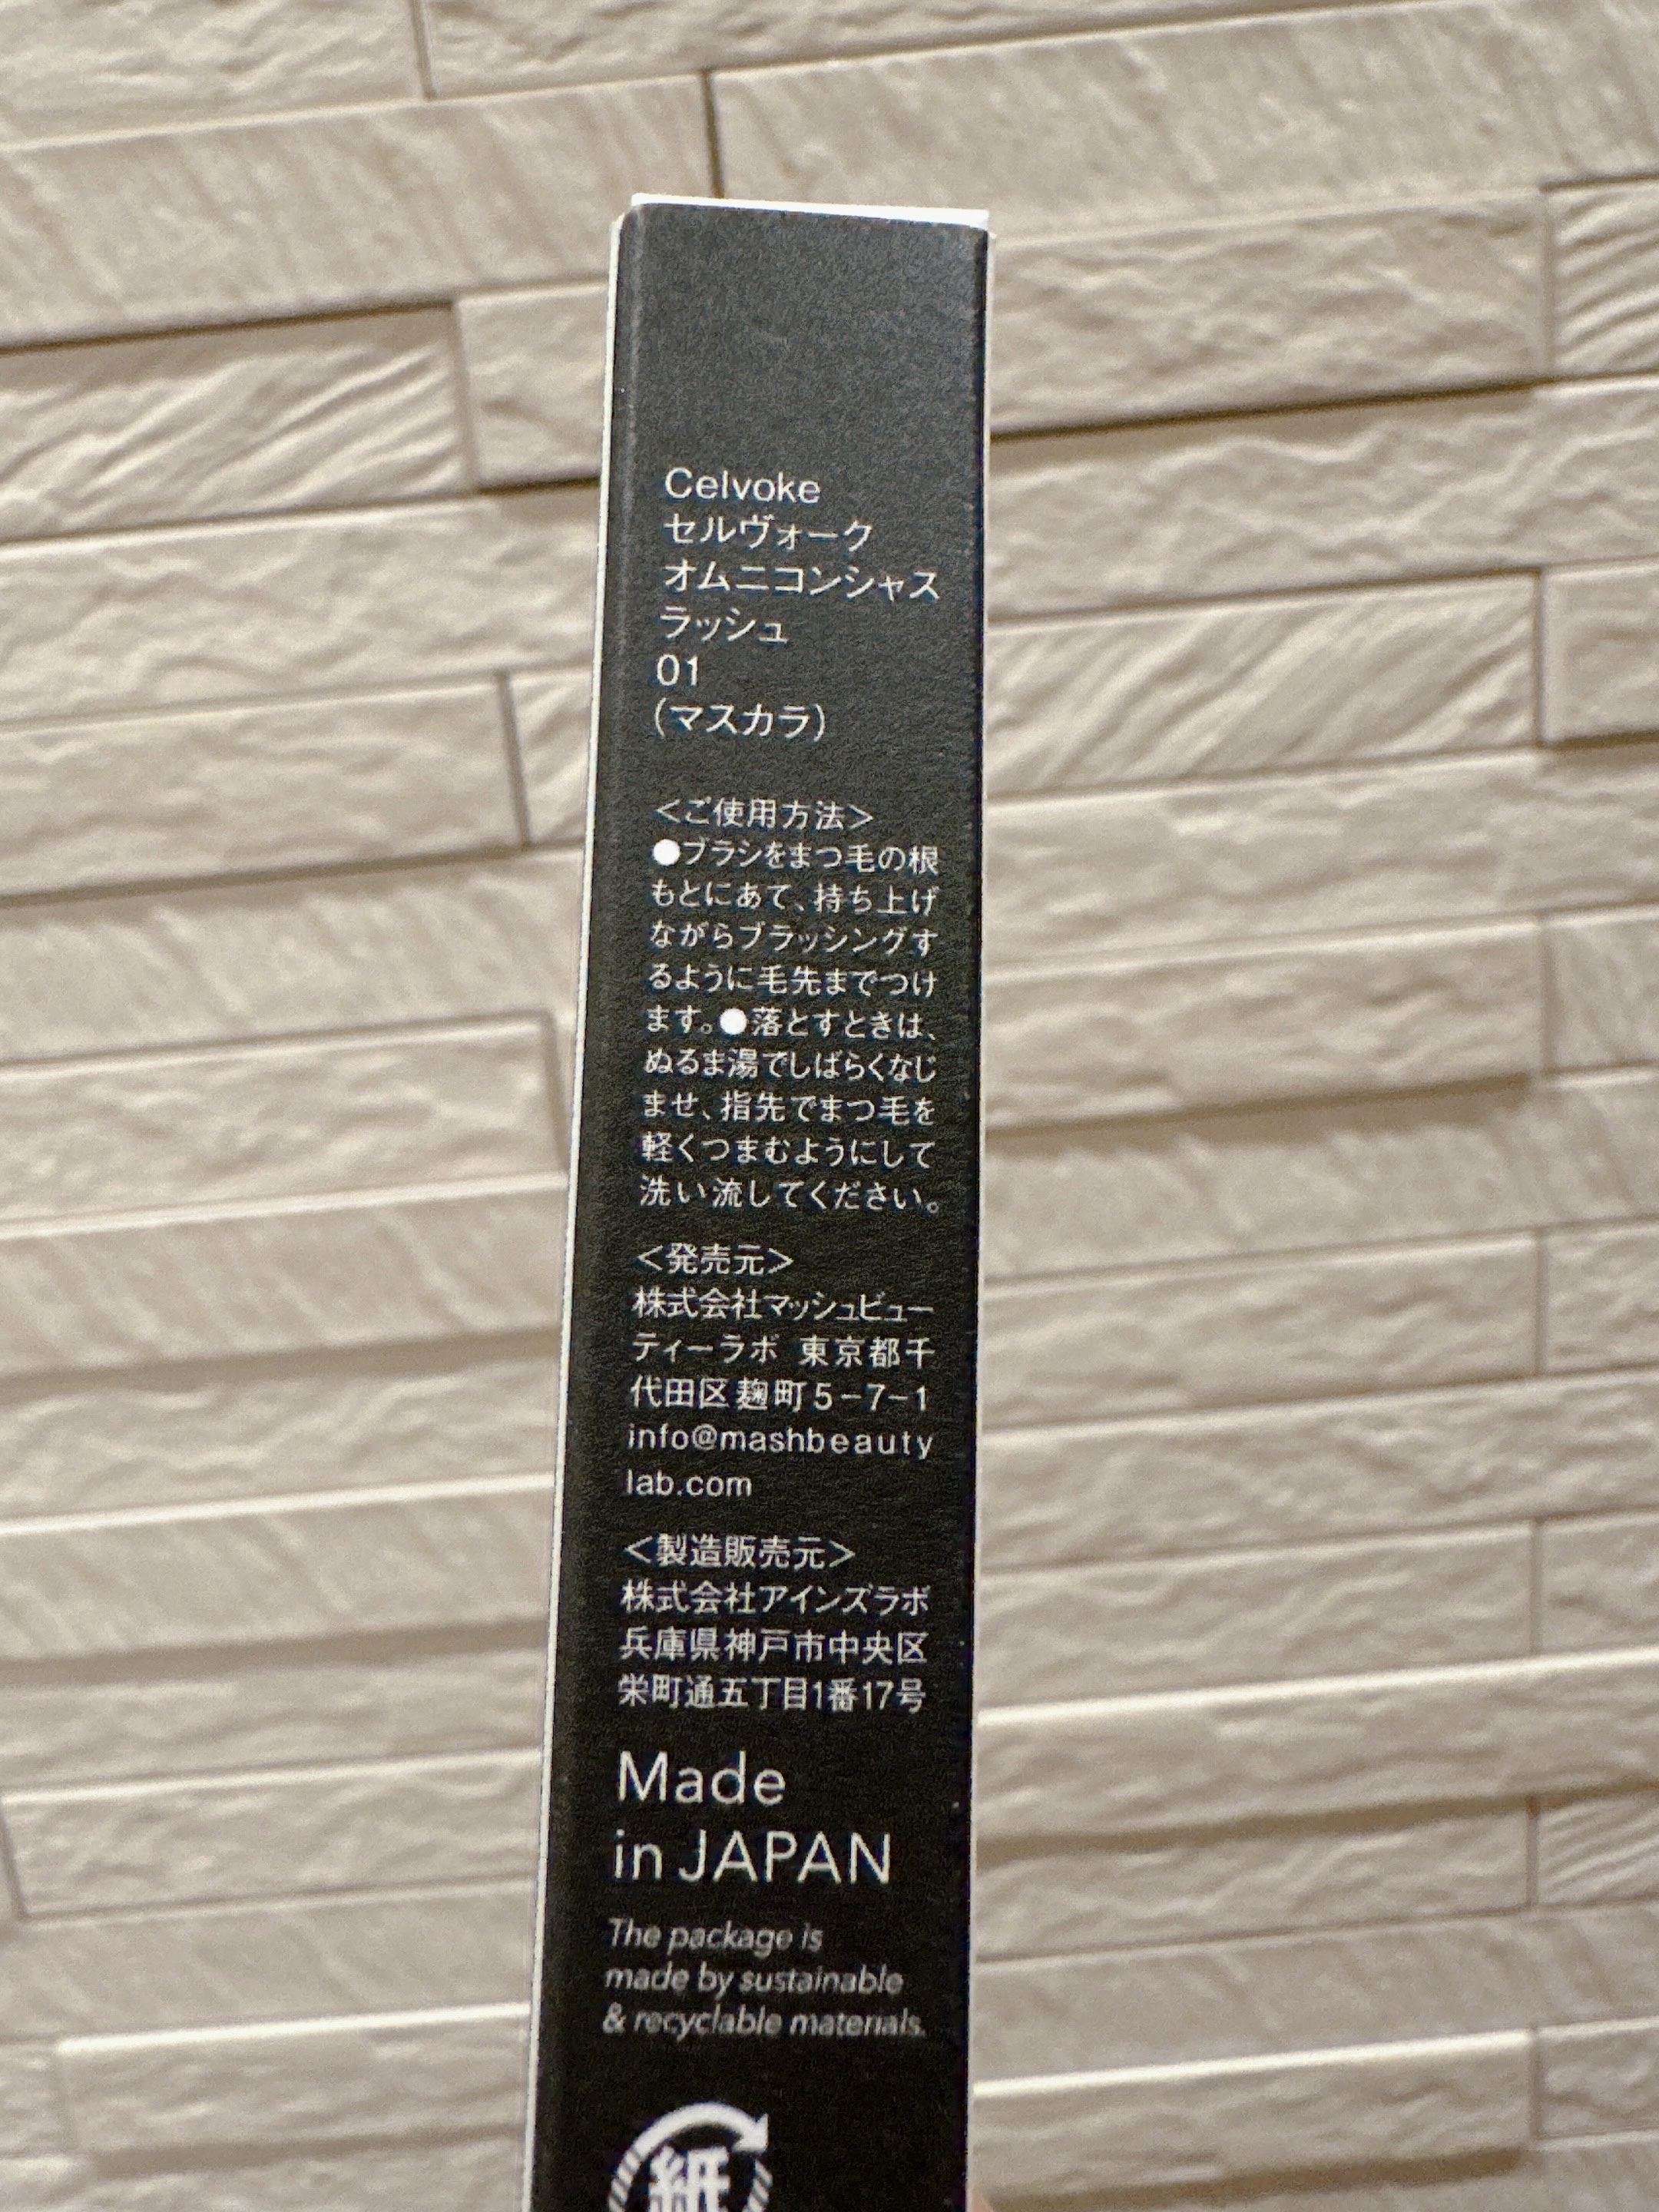 Celvoke
セルヴォーク
オムニコンシャス
ラッシュ
01
(マスカラ)
＜ご使用方法＞
●ブラシをまつ毛の根
もとにあて、持ち上げ
ながらブラッシングす
るように毛先までつけ
ます。●落とすときは、
ぬるま湯でしばらくなじ
ませ、指先でまつ毛を
軽くつまむようにして
洗い流してください。
＜発売元＞
株式会社マッシュビュー
ティーラボ 東京都千
代田区麹町5-7-1
info@mashbeauty
lab.com
＜製造販売元＞
株式会社アインズラボ
兵庫県神戸市中央区
栄町通五丁目1番17号
Made
in JAPAN
The package is
made by sustainable
& recyclable materials.
紙